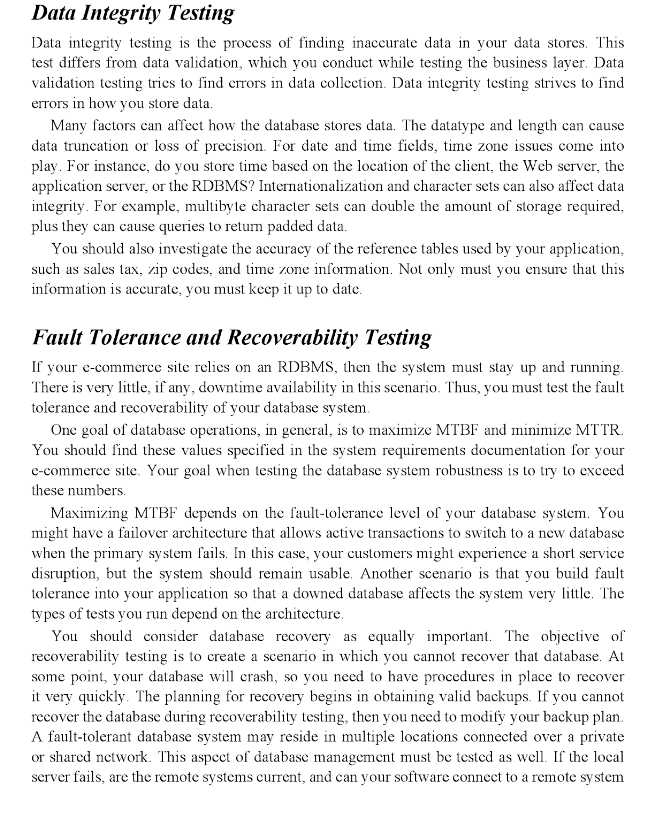 Data Integrity Testing
Data integrity testing is the process of finding inaccurate data in your data stores. This
test differs from data validation, which you conduct while testing the business layer. Data
validation testing tries to find errors in data collection. Data integrity testing strives to find
errors in how you store data.
Many factors can affect how the database stores data. The datatype and length can cause
data truncation or loss of precision. For date and time fields, time zone issues come into
play. For instance, do you store time based on the location of the client, the Web server, the
application server, or the RDBMS? Internationalization and character sets can also affect data
integrity. For example, multibyte character sets can double the amount of storage required,
plus they can cause queries to return padded data.
You should also investigate the accuracy of the reference tables used by your application,
such as sales tax, zip codes, and time zone information. Not only must you ensure that this
information is accurate, you must keep it up to date.
Fault Tolerance and Recoverability Testing
If your e-commerce site relies on an RDBMS, then the system must stay up and running.
There is very little, if any, downtime availability in this scenario. Thus, you must test the fault
tolerance and recoverability of your database system.
One goal of database operations, in general, is to maximize MTBF and minimize MTTR.
You should find these values specified in the system requirements documentation for your
e-commerce site. Your goal when testing the database system robustness is to try to exceed
these numbers.
Maximizing MTBF depends on the fault-tolerance level of your database system. You
might have a failover architecture that allows active transactions to switch to a new database
when the primary system fails. In this case, your customers might experience a short service
disruption, but the system should remain usable. Another scenario is that you build fault
tolerance into your application so that a downed database affects the system very little. The
types of tests you run depend on the architecture.
You should consider database recovery as equally important. The objective of
recoverability testing is to create a scenario in which you cannot recover that database. At
some point, your database will crash, so you need to have procedures in place to recover
it very quickly. The planning for recovery begins in obtaining valid backups. If you cannot
recover the database during recoverability testing, then you need to modify your backup plan.
A fault-tolerant database system may reside in multiple locations connected over a private
or shared network. This aspect of database management must be tested as well. If the local
server fails, are the remote systems current, and can your software connect to a remote system